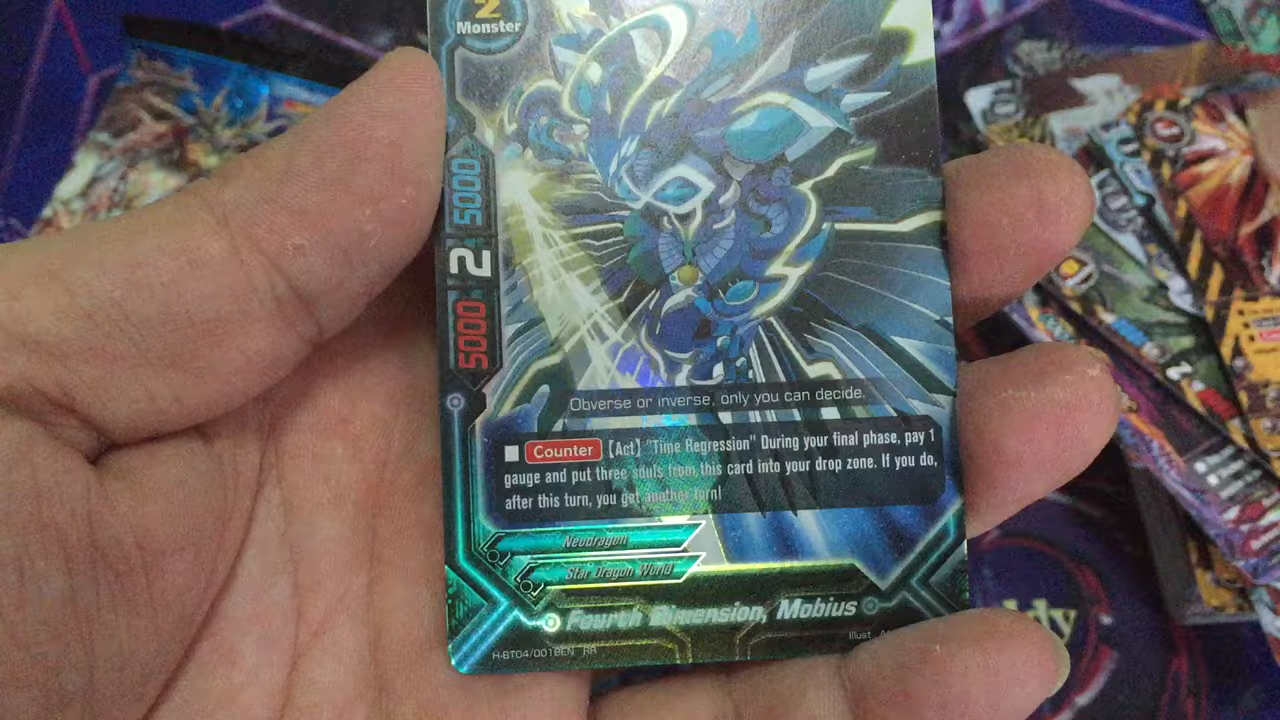 2
Monster
5000
2
5000
Obverse or inverse, only you can decide.
■ Counter 【Act】 "Time Regression" During your final phase, pay 1
gauge and put three souls from this card into your drop zone. If you do,
after this turn, you get another turn!
Neodragon
Star Dragon World
Fourth Dimension, Mobius
Illust
H-BT04/0018EN RR